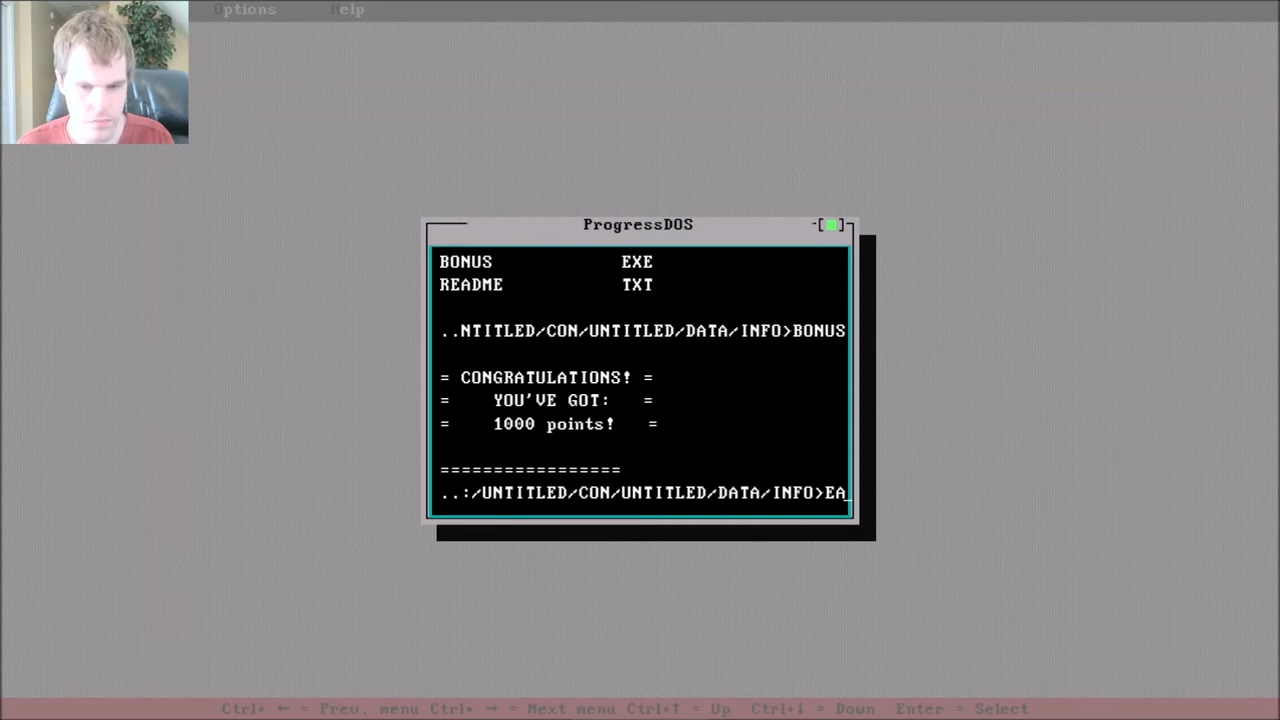 Options Help
ProgressDOS
BONUS EXE
README TXT
..NTITLED/CON/UNTITLED/DATA/INFO>BONUS
= CONGRATULATIONS! =
= YOU'VE GOT: =
= 1000 points! =
=================
..:/UNTITLED/CON/UNTITLED/DATA/INFO>EA_
Ctrl+ ← = Prev. menu Ctrl+ → = Next menu Ctrl+↑ = Up Ctrl+↓ = Down Enter = Select